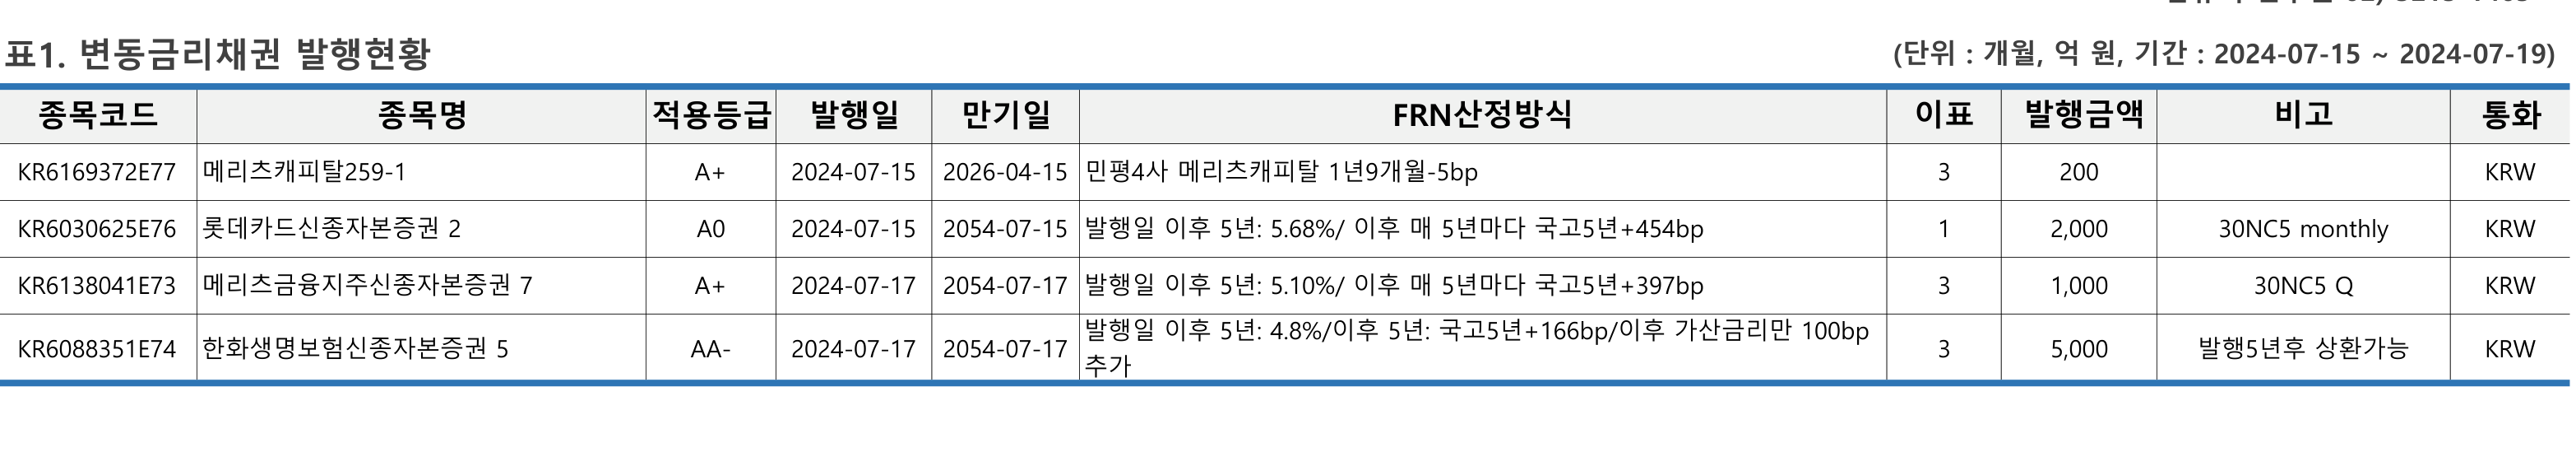 표1. 변동금리채권 발행현황
(단위 : 개월, 억 원, 기간 : 2024-07-15 ~ 2024-07-19)
종목코드 종목명 적용등급 발행일 만기일 FRN산정방식 이표 발행금액 비고 통화
KR6169372E77 메리츠캐피탈259-1 A+ 2024-07-15 2026-04-15 민평4사 메리츠캐피탈 1년9개월-5bp 3 200 KRW
KR6030625E76 롯데카드신종자본증권 2 A0 2024-07-15 2054-07-15 발행일 이후 5년: 5.68%/ 이후 매 5년마다 국고5년+454bp 1 2,000 30NC5 monthly KRW
KR6138041E73 메리츠금융지주신종자본증권 7 A+ 2024-07-17 2054-07-17 발행일 이후 5년: 5.10%/ 이후 매 5년마다 국고5년+397bp 3 1,000 30NC5 Q KRW
KR6088351E74 한화생명보험신종자본증권 5 AA- 2024-07-17 2054-07-17 발행일 이후 5년: 4.8%/이후 5년: 국고5년+166bp/이후 가산금리만 100bp
추가 3 5,000 발행5년후 상환가능 KRW